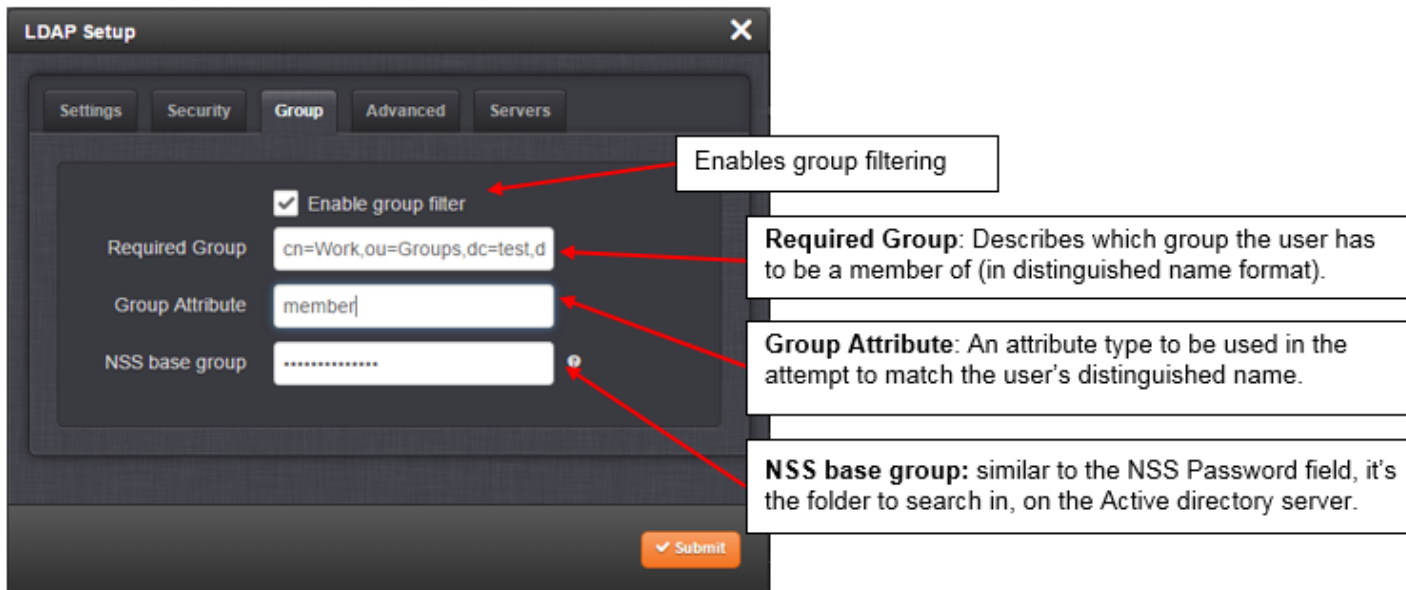 LDAP Setup
Settings Security Group Advanced Servers
Enables group filtering
Enable group filter
Required Group cn=Work,ou=Groups,dc=test,d
Required Group: Describes which group the user has
to be a member of (in distinguished name format).
Group Attribute member
Group Attribute: An attribute type to be used in the
attempt to match the user's distinguished name.
NSS base group ••••••••••••••
NSS base group: similar to the NSS Password field, it's
the folder to search in, on the Active directory server.
Submit